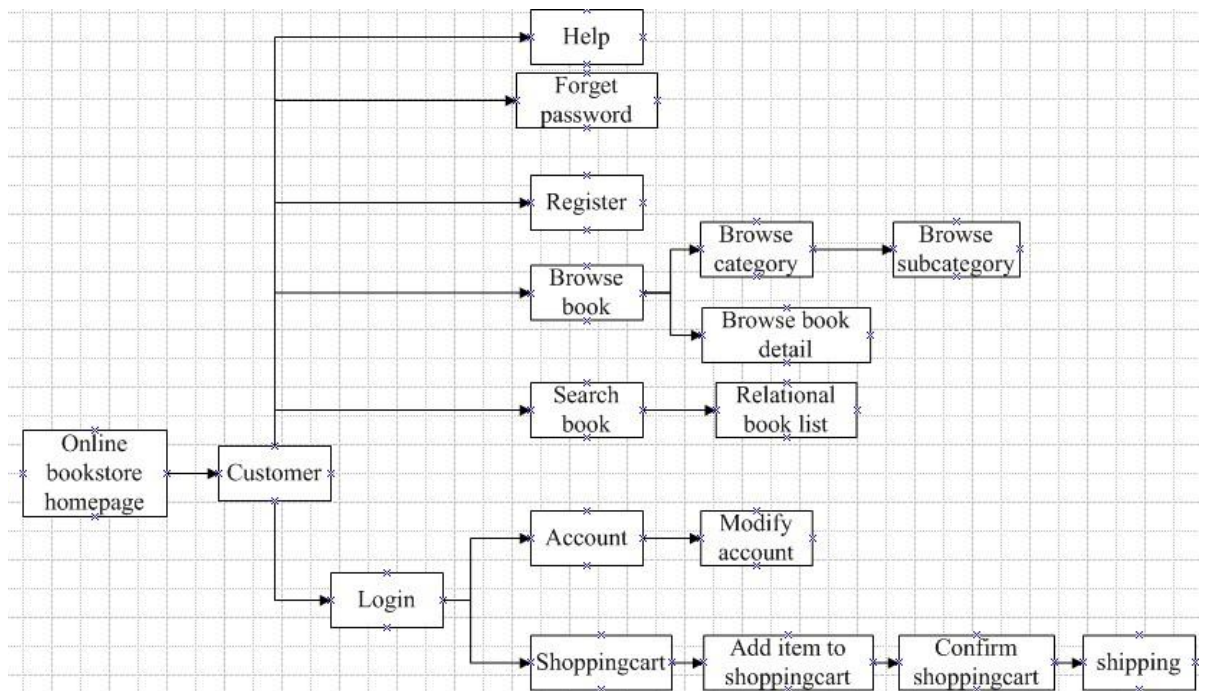 Help
Forget
password
Register
Browse
category
Browse
subcategory
Browse
book
Browse book
detail
Search
book
Relational
book list
Online
bookstore
homepage
Customer
Account
Modify
account
Login
Shoppingcart
Add item to
shoppingcart
Confirm
shoppingcart
shipping